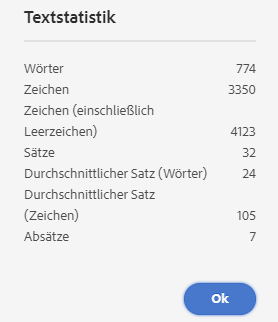 Textstatistik
Wörter 774
Zeichen 3350
Zeichen (einschließlich
Leerzeichen) 4123
Sätze 32
Durchschnittlicher Satz (Wörter) 24
Durchschnittlicher Satz
(Zeichen) 105
Absätze 7
Ok